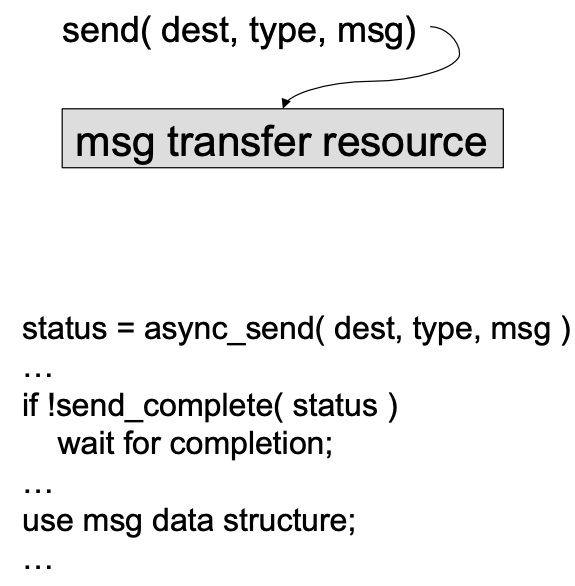 send( dest, type, msg)
msg transfer resource
status = async_send( dest, type, msg )
…
if !send_complete( status )
wait for completion;
…
use msg data structure;
…